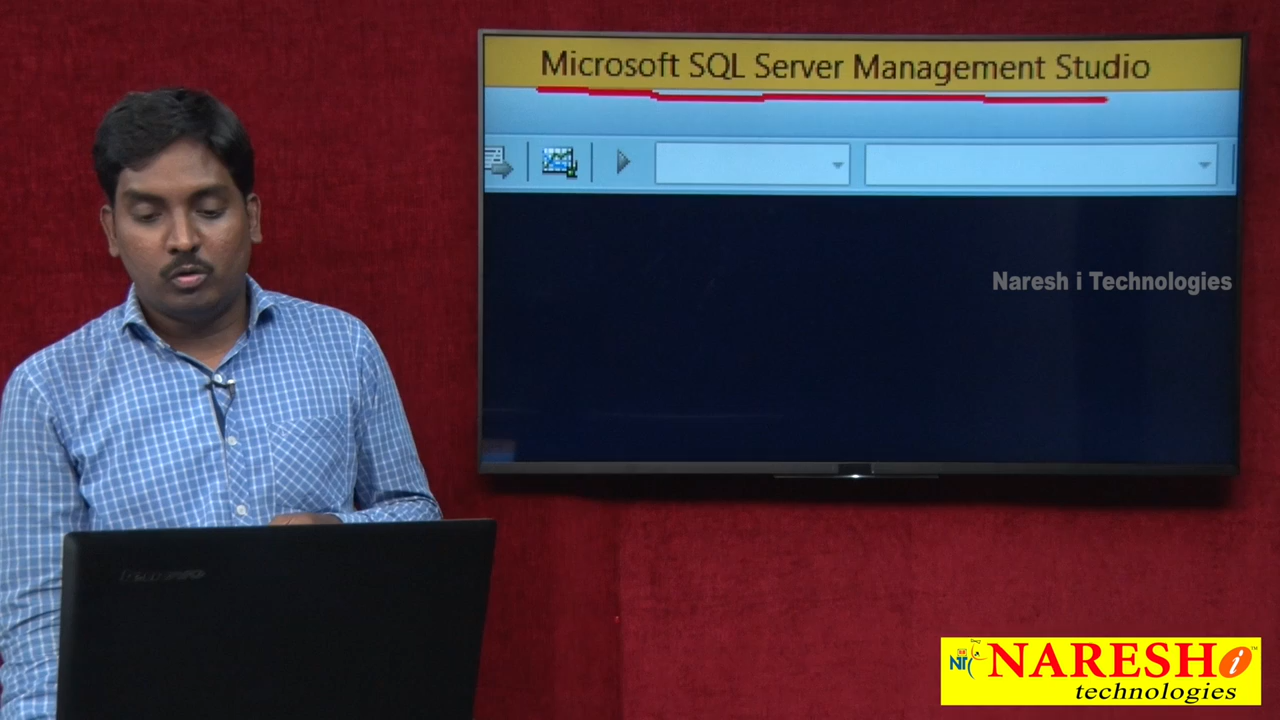 Microsoft SQL Server Management Studio
Naresh i Technologies
NARESH i
technologies